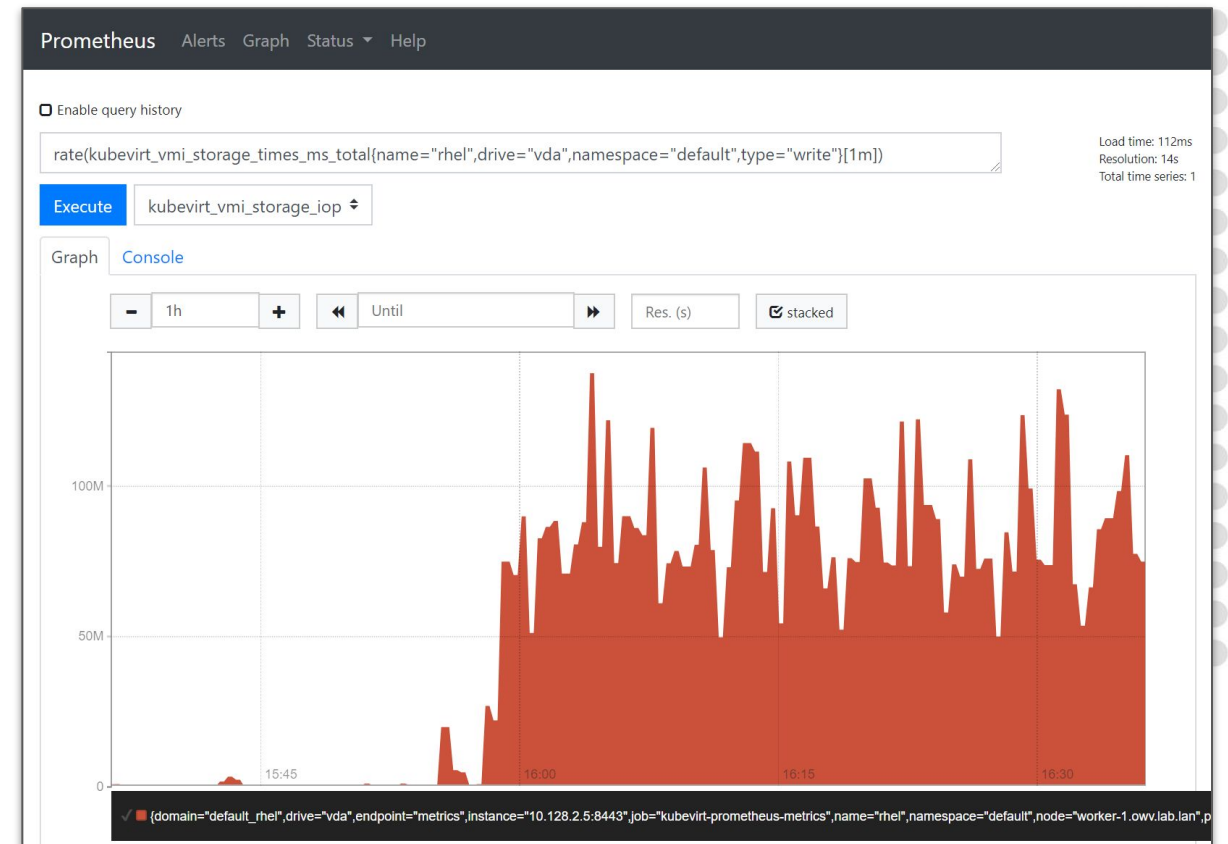 Prometheus Alerts Graph Status Help
Enable query history
rate(kubevirt_vmi_storage_times_ms_total{name="rhel",drive="vda",namespace="default",type="write"}[1m])
Load time: 112ms
Resolution: 14s
Total time series: 1
Execute kubevirt_vmi_storage_iop
Graph Console
1h Until Res. (s) stacked
100M
50M
0
15:45 16:00 16:15 16:30
{domain="default_rhel",drive="vda",endpoint="metrics",instance="10.128.2.5:8443",job="kubevirt-prometheus-metrics",name="rhel",namespace="default",node="worker-1.owv.lab.lan",p